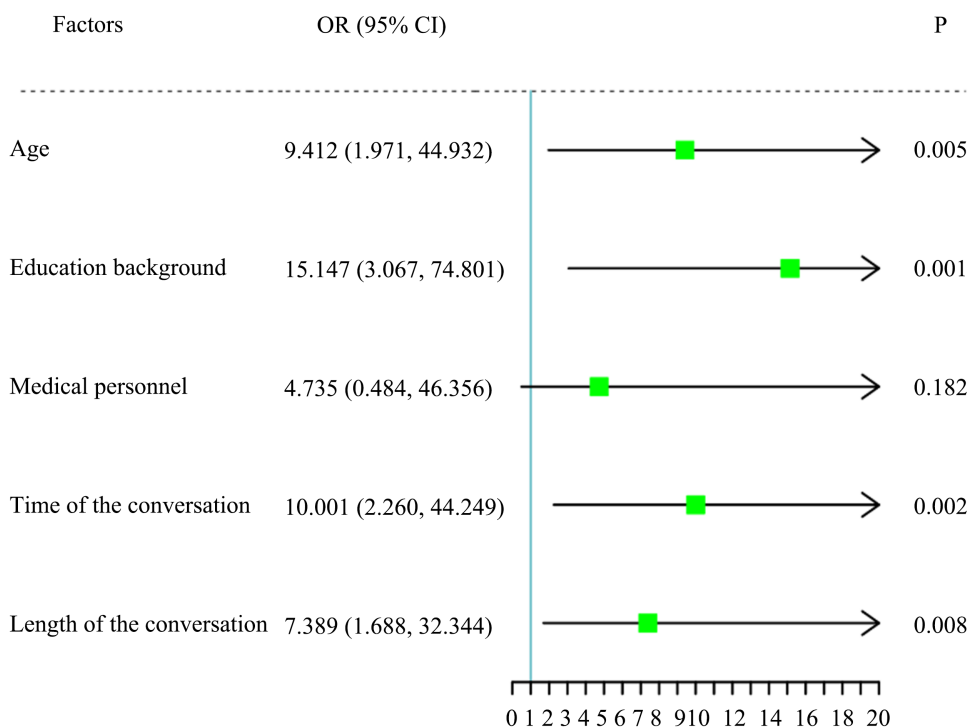 Factors OR (95% CI) P
Age 9.412 (1.971, 44.932) 0.005
Education background 15.147 (3.067, 74.801) 0.001
Medical personnel 4.735 (0.484, 46.356) 0.182
Time of the conversation 10.001 (2.260, 44.249) 0.002
Length of the conversation 7.389 (1.688, 32.344) 0.008
0 1 2 3 4 5 6 7 8 9 10 12 14 16 18 20